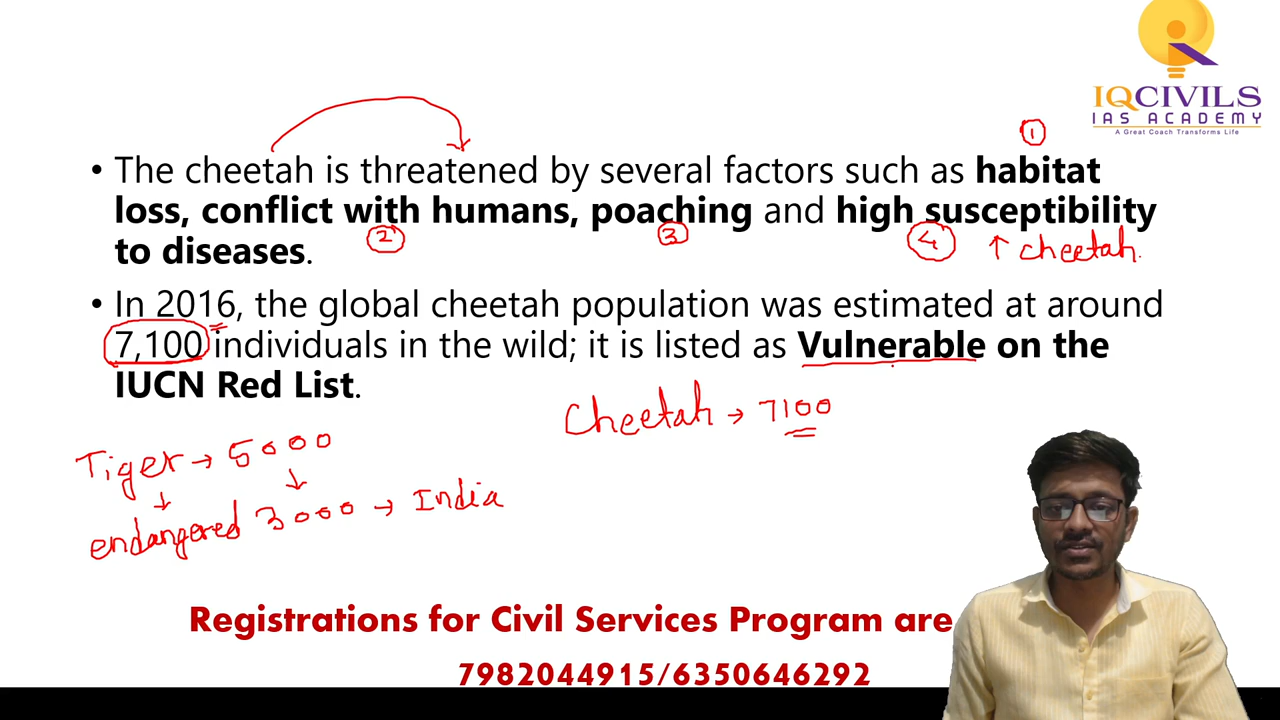 IQCIVILS
IAS ACADEMY
A Great Coach Transforms Life
1
• The cheetah is threatened by several factors such as habitat
loss, conflict with humans, poaching and high susceptibility
2 3 4 ↑ cheetah.
to diseases.
• In 2016, the global cheetah population was estimated at around
7,100 individuals in the wild; it is listed as Vulnerable on the
IUCN Red List.
Cheetah → 7100
Tiger → 5000
↓ ↓
endangered 3000 → India
Registrations for Civil Services Program are
7982044915/6350646292